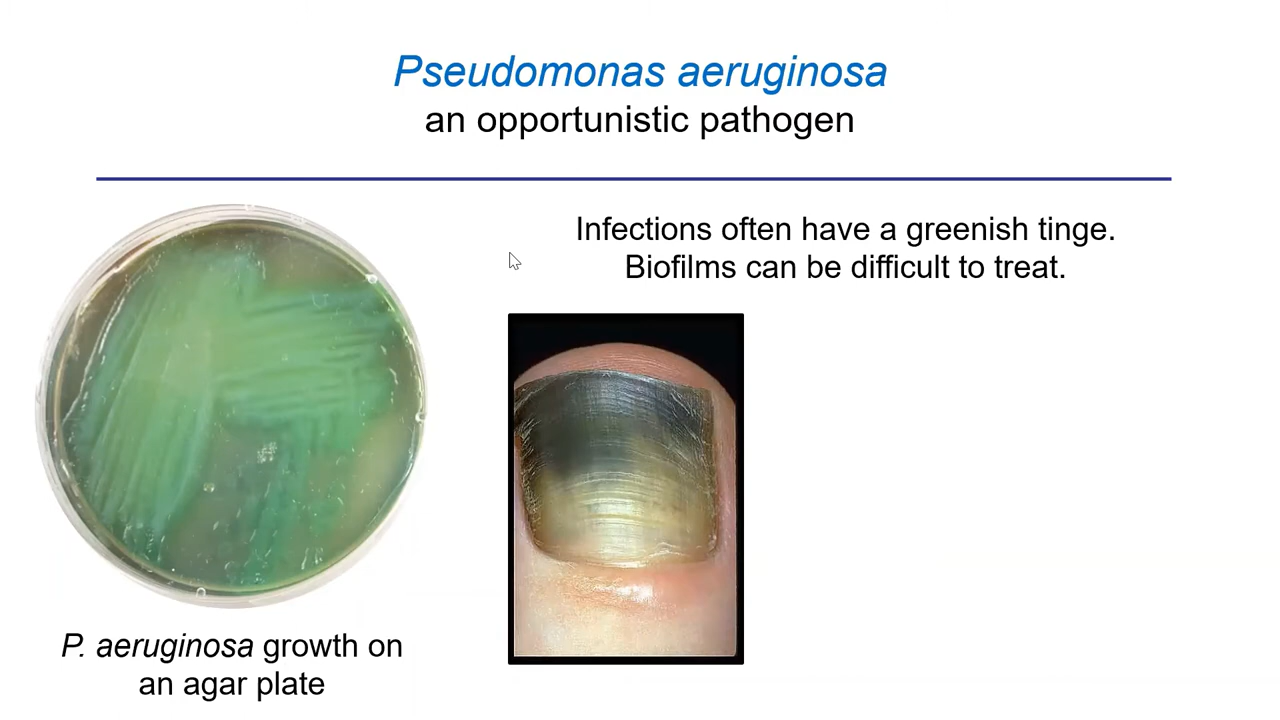 Pseudomonas aeruginosa
an opportunistic pathogen
Infections often have a greenish tinge.
Biofilms can be difficult to treat.
P. aeruginosa growth on
an agar plate